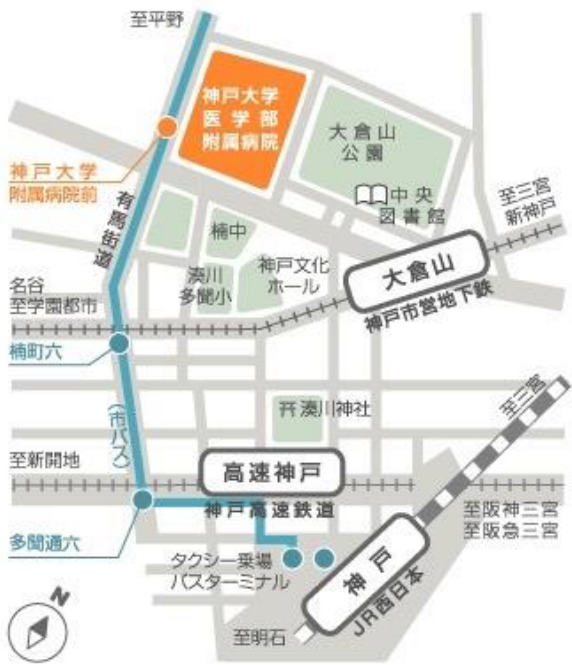 至平野
神戸大学
医学部
附属病院
大倉山
公園
神戸大学
附属病院前
中央
図書館
至三宮
新神戸
有馬街道
楠中
湊川
多聞小
神戸文化
ホール
大倉山
神戸市営地下鉄
名谷
至学園都市
楠町六
(市バス)
湊川神社
至三宮
至新開地
高速神戸
神戸高速鉄道
至阪神三宮
至阪急三宮
多聞通六
タクシー乗場
バスターミナル
神戸
JR西日本
至明石
N